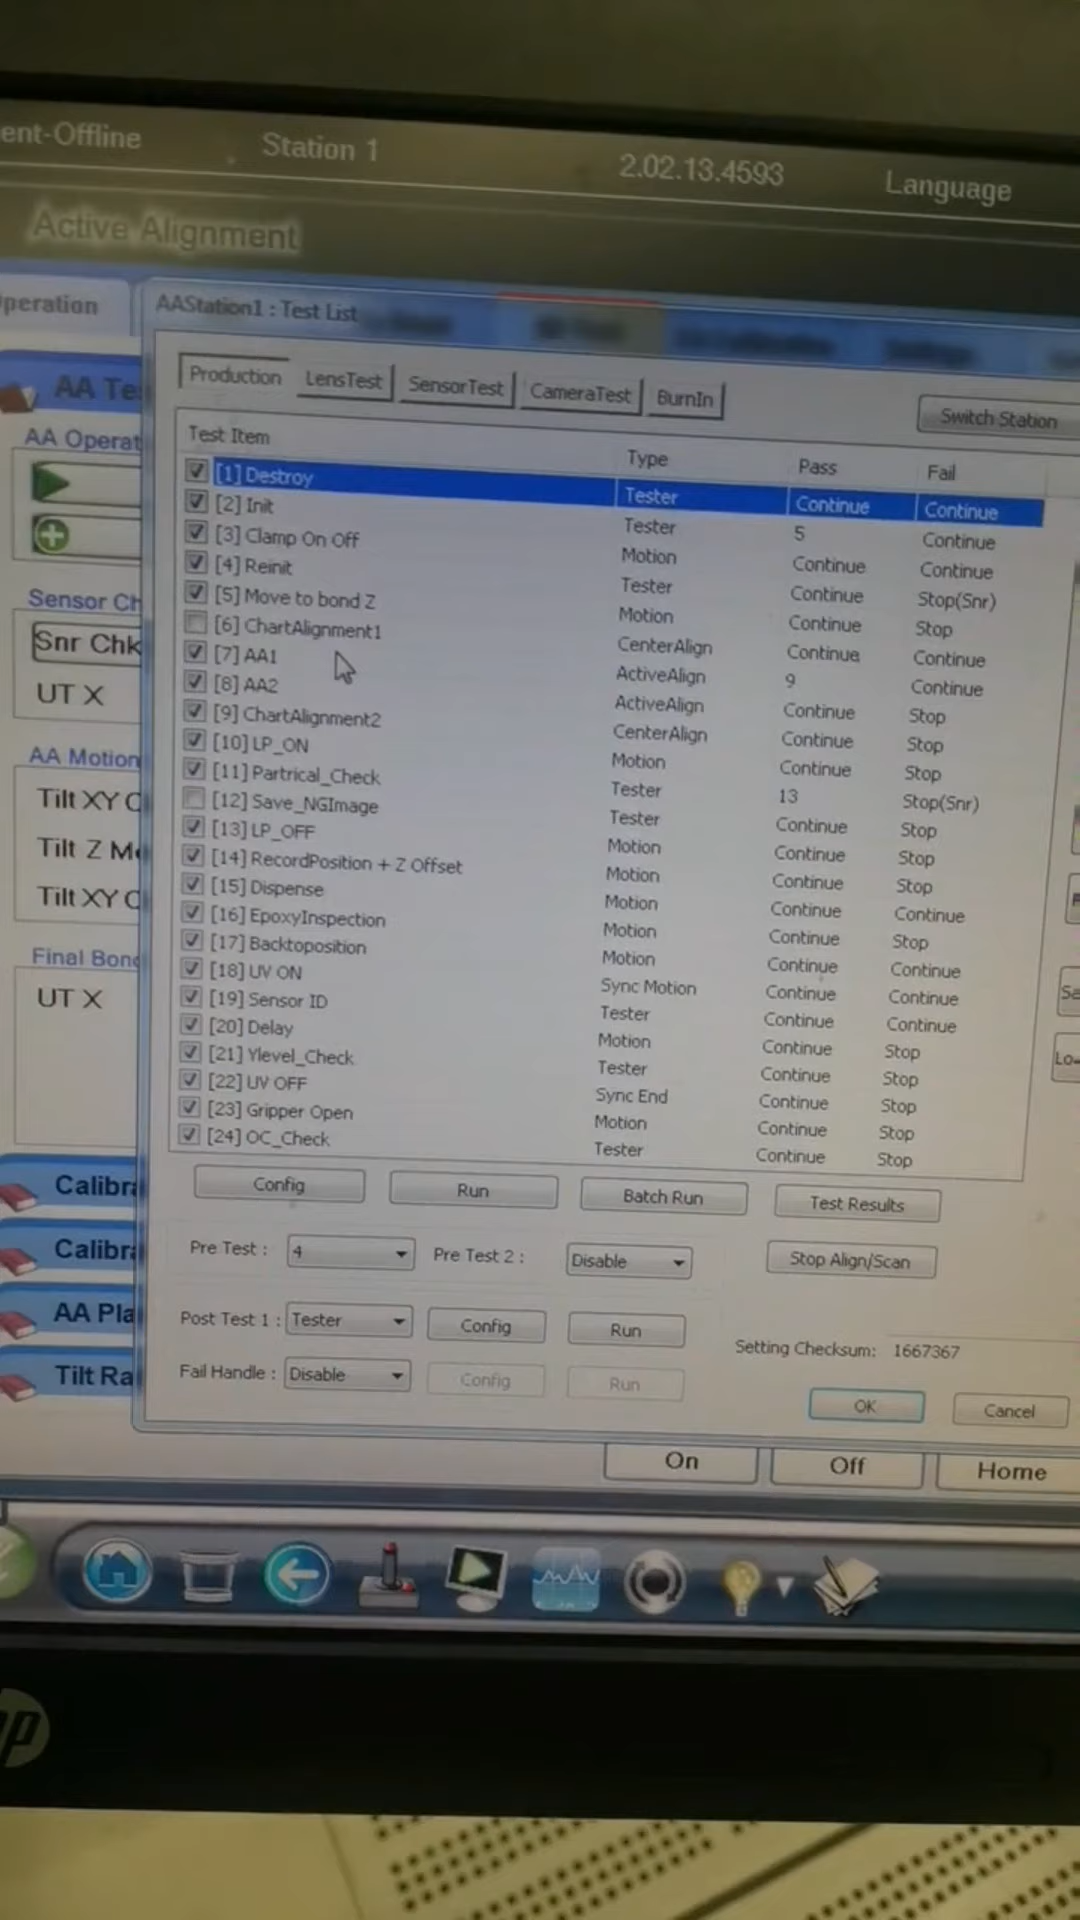 ent-Offline Station 1 2.02.13.4593 Language
Active Alignment
peration AAStation1 : Test List
Production LensTest SensorTest CameraTest BurnIn
Switch Station
AA Te
AA Operat
Test Item Type Pass Fail
[1] Destroy Tester Continue Continue
[2] Init Tester 5 Continue
[3] Clamp On Off Motion Continue Continue
[4] Reinit Tester Continue Stop(Snr)
[5] Move to bond Z Motion Continue Stop
[6] ChartAlignment1 CenterAlign Continue Continue
[7] AA1 ActiveAlign 9 Continue
[8] AA2 ActiveAlign Continue Stop
[9] ChartAlignment2 CenterAlign Continue Stop
[10] LP_ON Motion Continue Stop
[11] Partrical_Check Tester 13 Stop(Snr)
[12] Save_NGImage Tester Continue Stop
[13] LP_OFF Motion Continue Stop
[14] RecordPosition + Z Offset Motion Continue Stop
[15] Dispense Motion Continue Continue
[16] EpoxyInspection Motion Continue Stop
[17] Backtoposition Motion Continue Continue
[18] UV ON Sync Motion Continue Continue
[19] Sensor ID Tester Continue Continue
[20] Delay Motion Continue Stop
[21] Ylevel_Check Tester Continue Stop
[22] UV OFF Sync End Continue Stop
[23] Gripper Open Motion Continue Stop
[24] OC_Check Tester Continue Stop
Sensor Ch
Snr Chk
UT X
AA Motion
Tilt XY C
Tilt Z Mo
Tilt XY C
Final Bond
UT X
Calibra
Calibra
AA Pla
Tilt Ra
Config Run Batch Run Test Results
Pre Test : 4 Pre Test 2 : Disable Stop Align/Scan
Post Test 1 : Tester Config Run
Setting Checksum: 1667367
Fail Handle : Disable Config Run
OK Cancel
On Off Home
hp